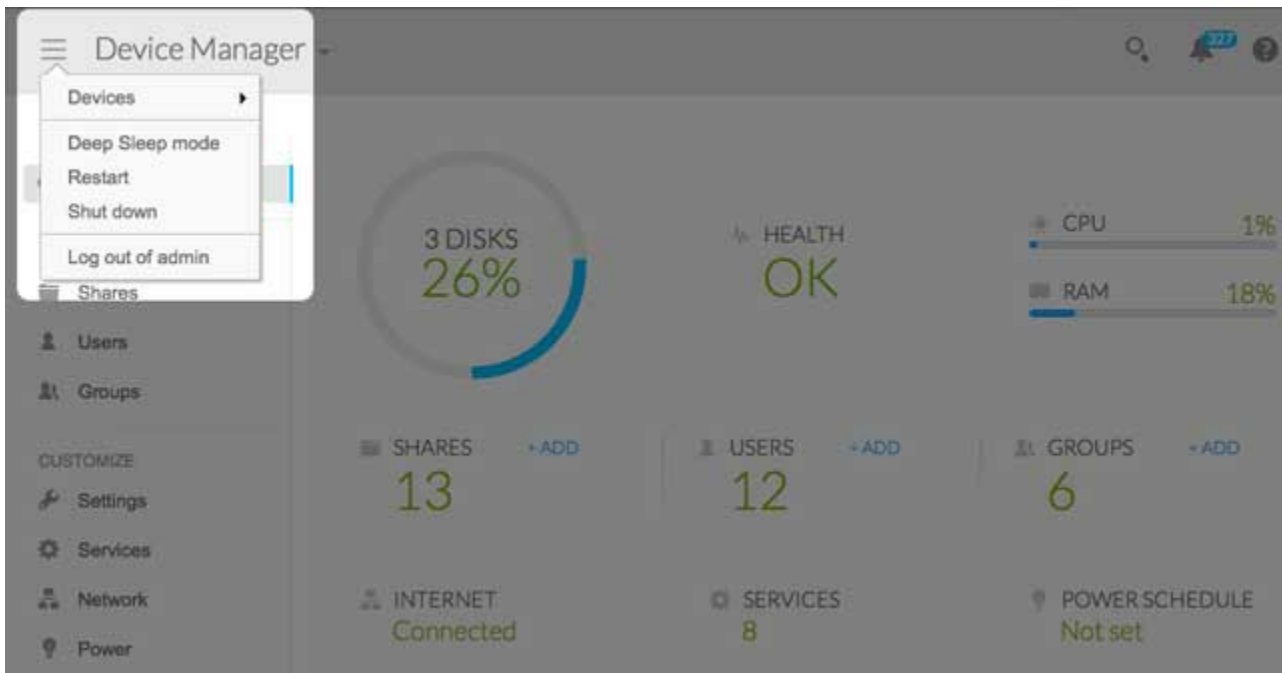 Device Manager
327
Devices
Deep Sleep mode
Restart
Shut down
Log out of admin
Shares
Users
Groups
CUSTOMIZE
Settings
Services
Network
Power
3 DISKS
26%
HEALTH
OK
CPU 1%
RAM 18%
SHARES +ADD
13
USERS +ADD
12
GROUPS +ADD
6
INTERNET
Connected
SERVICES
8
POWER SCHEDULE
Not set